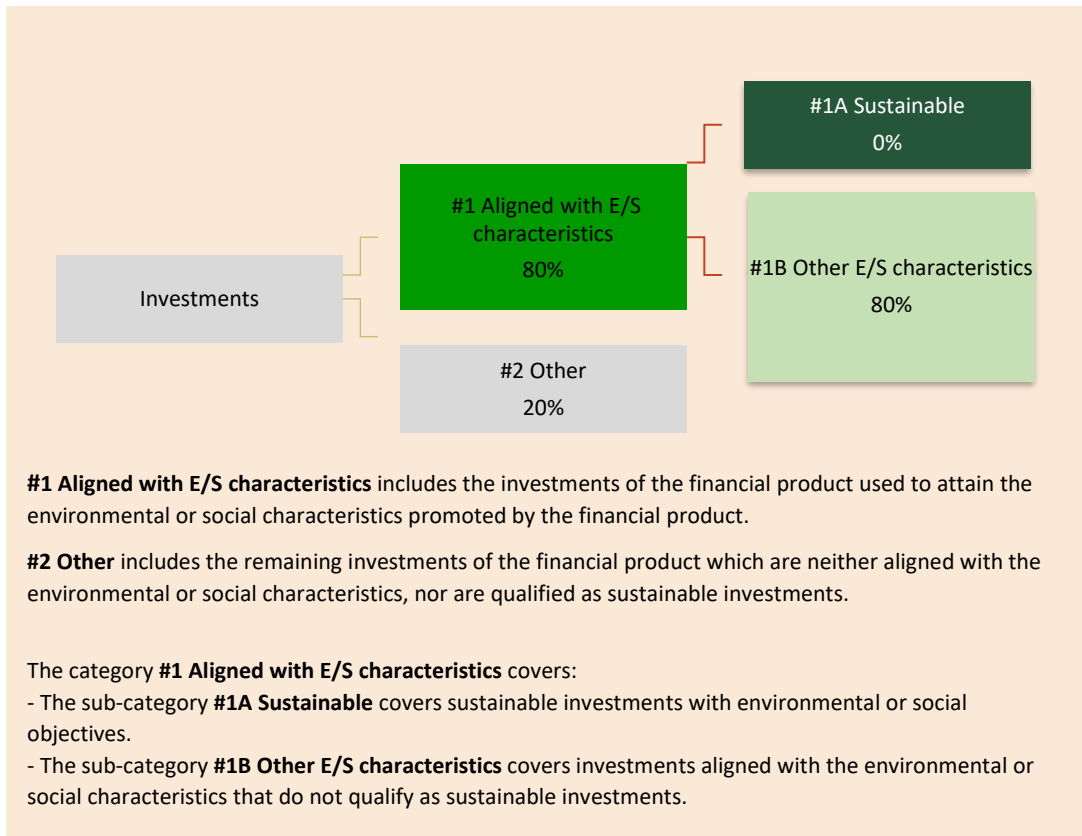 #1A Sustainable
0%
#1 Aligned with E/S
characteristics
80%
#1B Other E/S characteristics
80%
Investments
#2 Other
20%
#1 Aligned with E/S characteristics includes the investments of the financial product used to attain the
environmental or social characteristics promoted by the financial product.
#2 Other includes the remaining investments of the financial product which are neither aligned with the
environmental or social characteristics, nor are qualified as sustainable investments.
The category #1 Aligned with E/S characteristics covers:
- The sub-category #1A Sustainable covers sustainable investments with environmental or social
objectives.
- The sub-category #1B Other E/S characteristics covers investments aligned with the environmental or
social characteristics that do not qualify as sustainable investments.